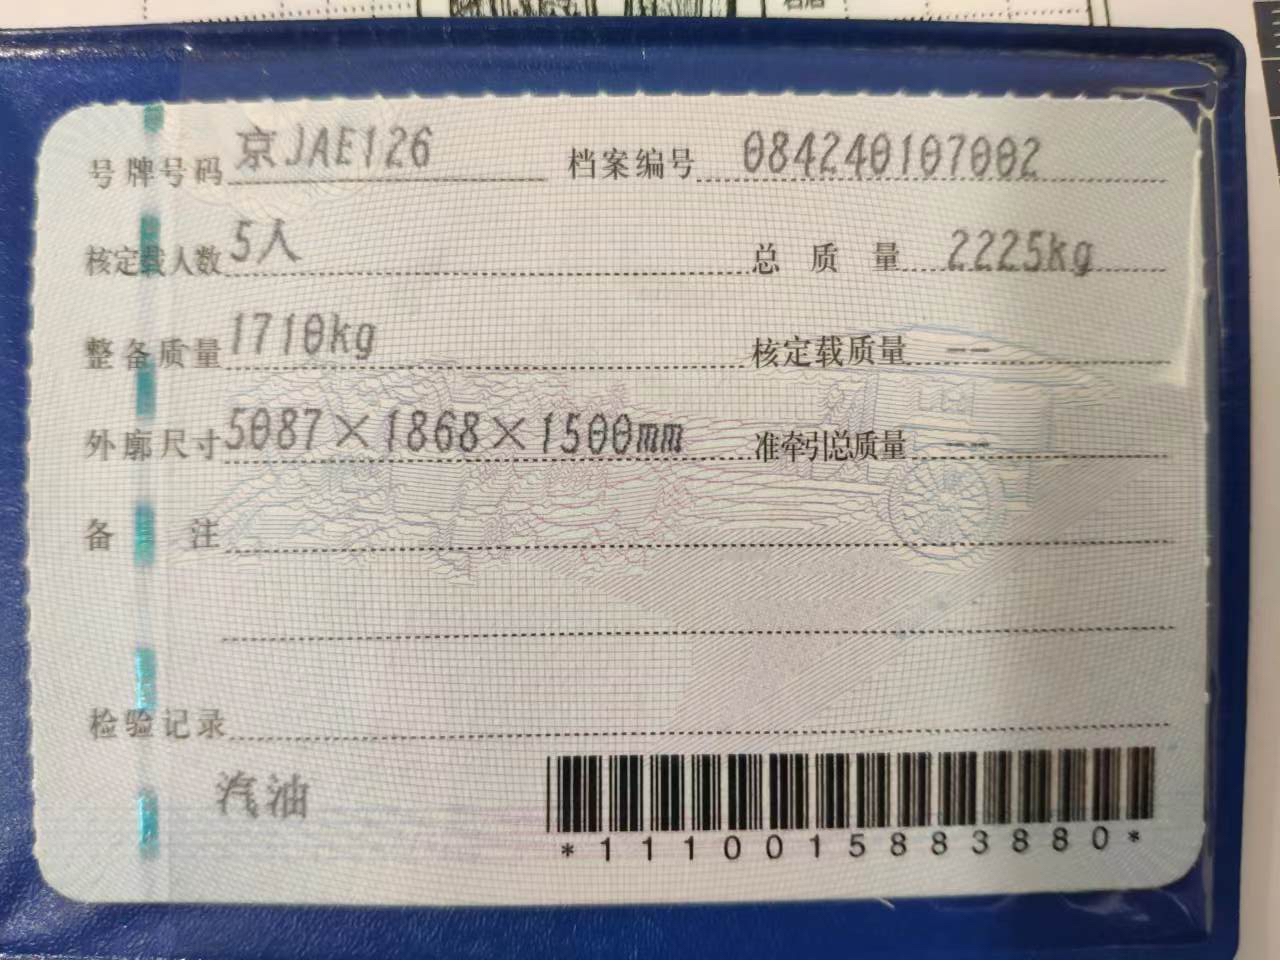 号牌号码 京JAE126 档案编号 084240107002
核定载人数 5人 总质量 2225kg
整备质量 1710kg 核定载质量 --
外廓尺寸 5087×1868×1500mm 准牵引总质量 --
备注
检验记录
汽油
*1110015883880*